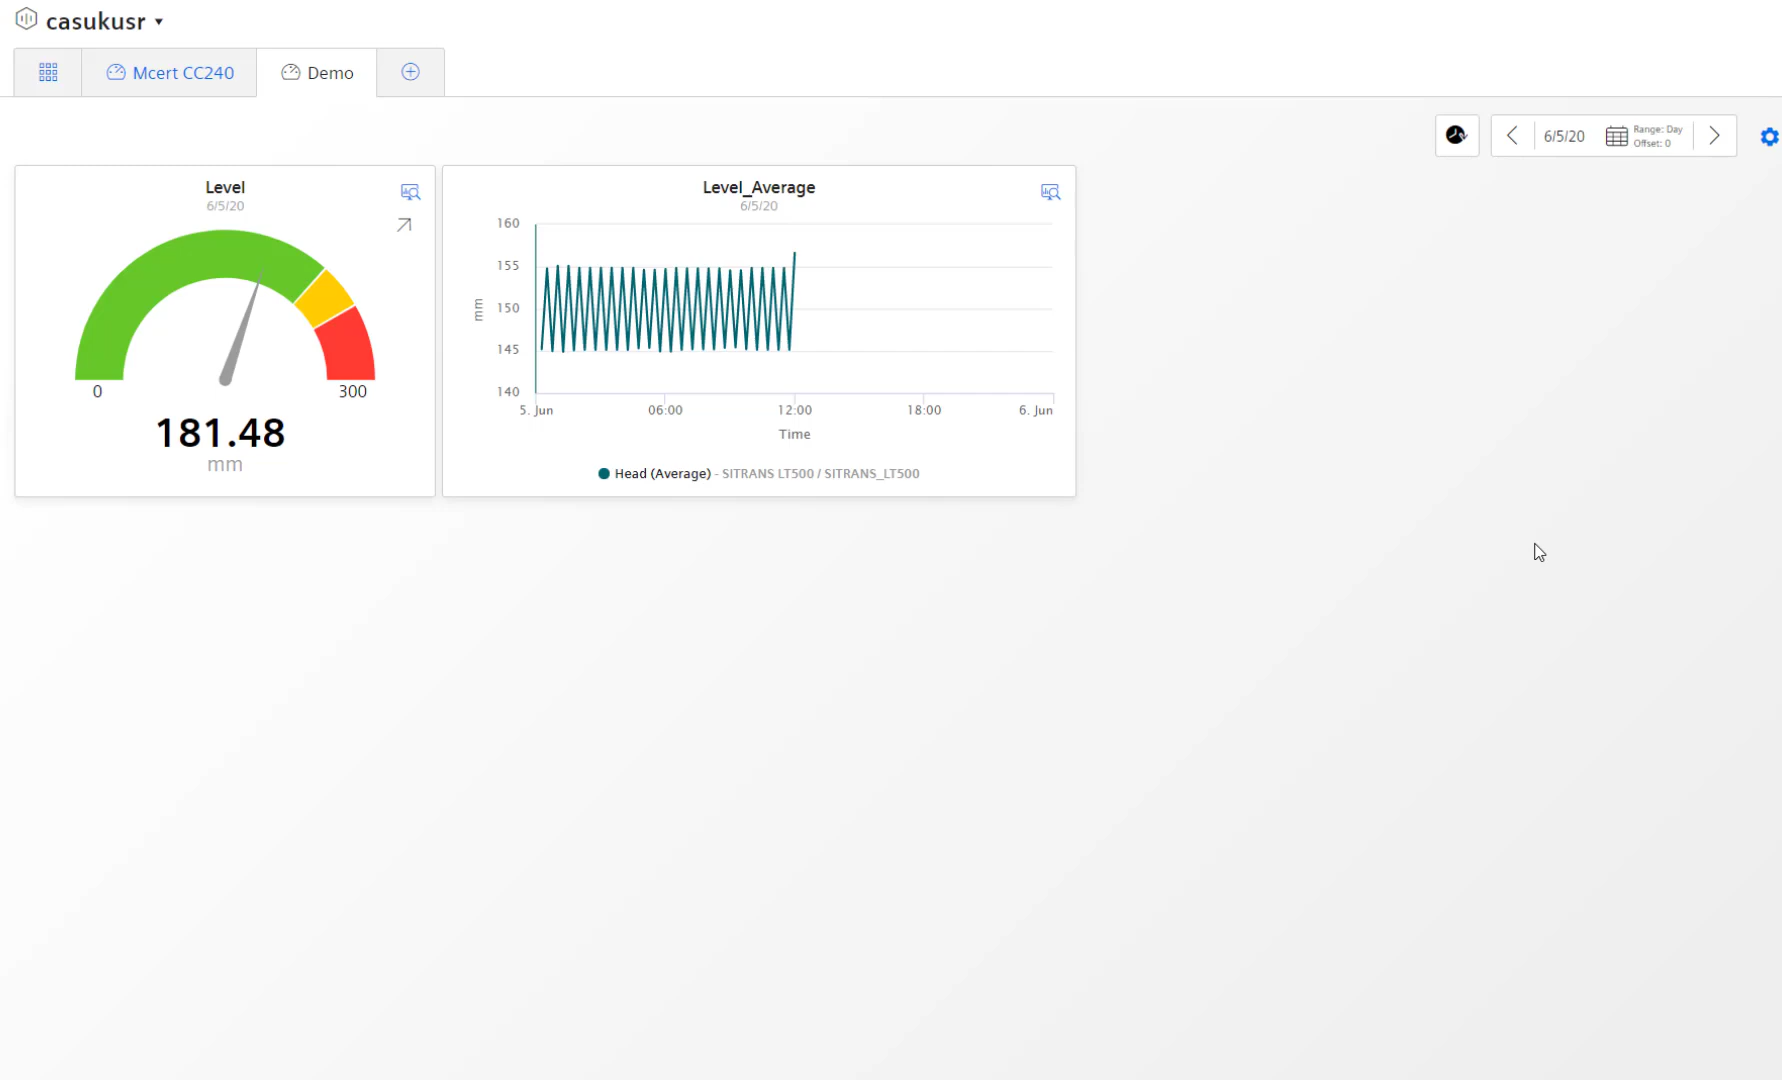 casukusr
Mcert CC240
Demo
6/5/20
Range: Day
Offset: 0
Level
6/5/20
0
300
181.48
mm
Level_Average
6/5/20
160
155
150
145
140
mm
5. Jun
06:00
12:00
18:00
6. Jun
Time
Head (Average) - SITRANS LT500 / SITRANS_LT500